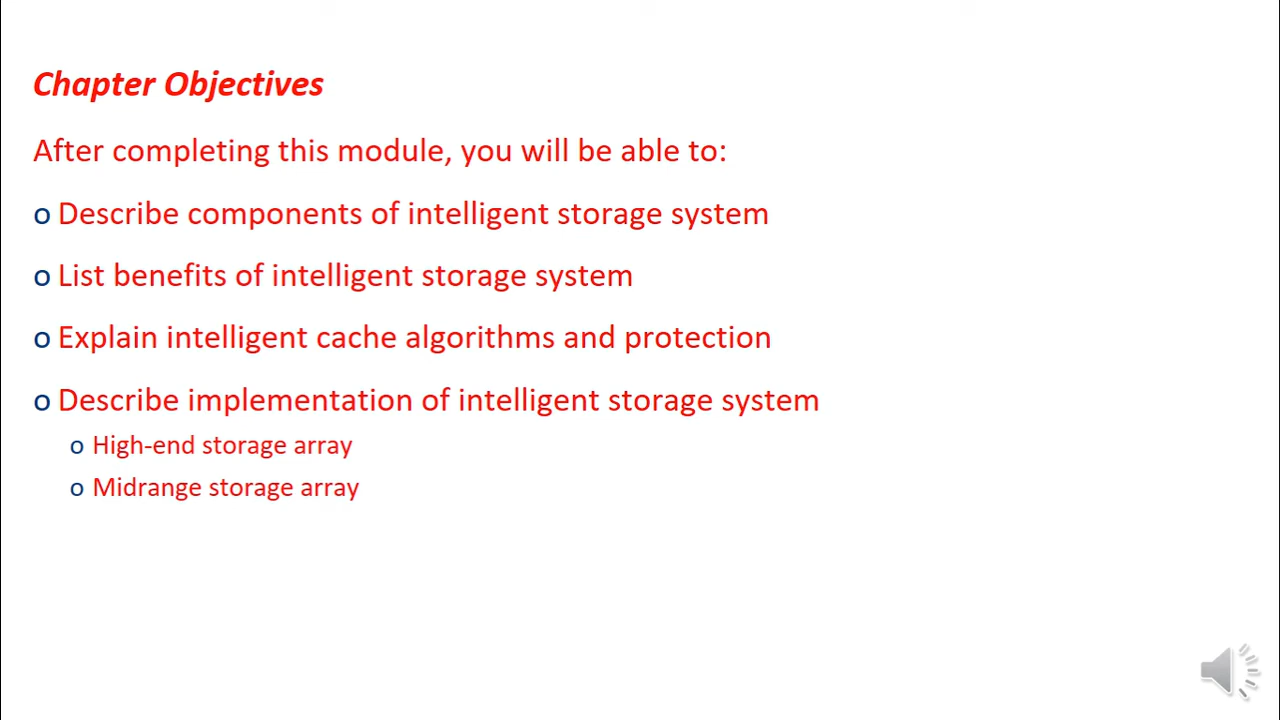 Chapter Objectives
After completing this module, you will be able to:
o Describe components of intelligent storage system
o List benefits of intelligent storage system
o Explain intelligent cache algorithms and protection
o Describe implementation of intelligent storage system
o High-end storage array
o Midrange storage array